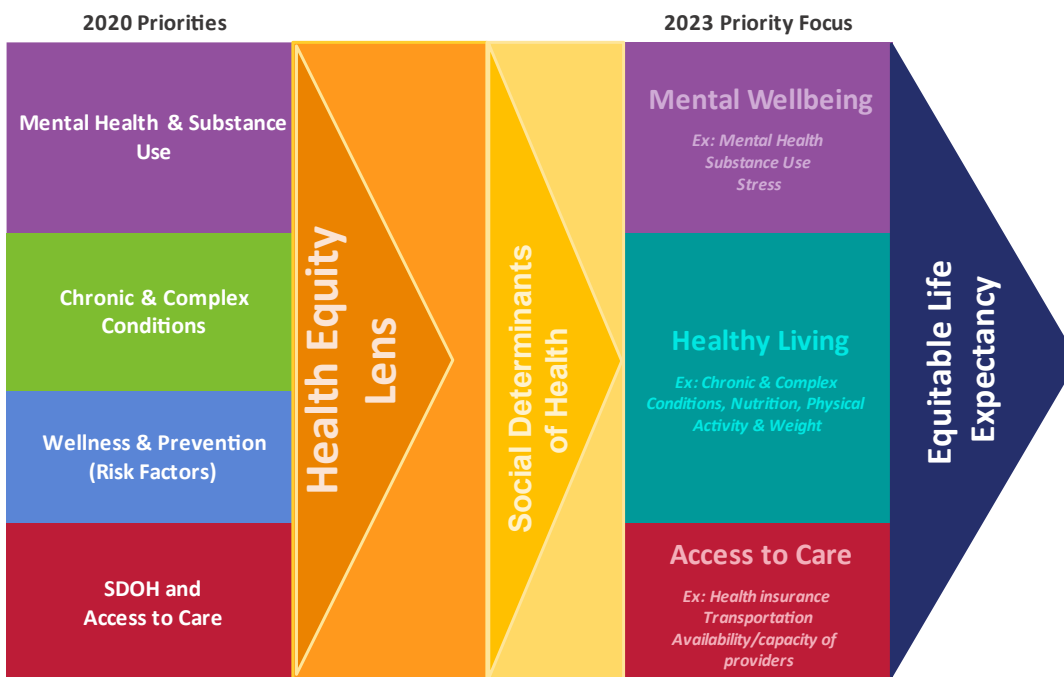 2020 Priorities
2023 Priority Focus
Mental Health & Substance
Use
Chronic & Complex
Conditions
Wellness & Prevention
(Risk Factors)
SDOH and
Access to Care
Health Equity
Lens
Social Determinants
of Health
Mental Wellbeing
Ex: Mental Health
Substance Use
Stress
Healthy Living
Ex: Chronic & Complex
Conditions, Nutrition, Physical
Activity & Weight
Access to Care
Ex: Health insurance
Transportation
Availability/capacity of
providers
Equitable Life
Expectancy